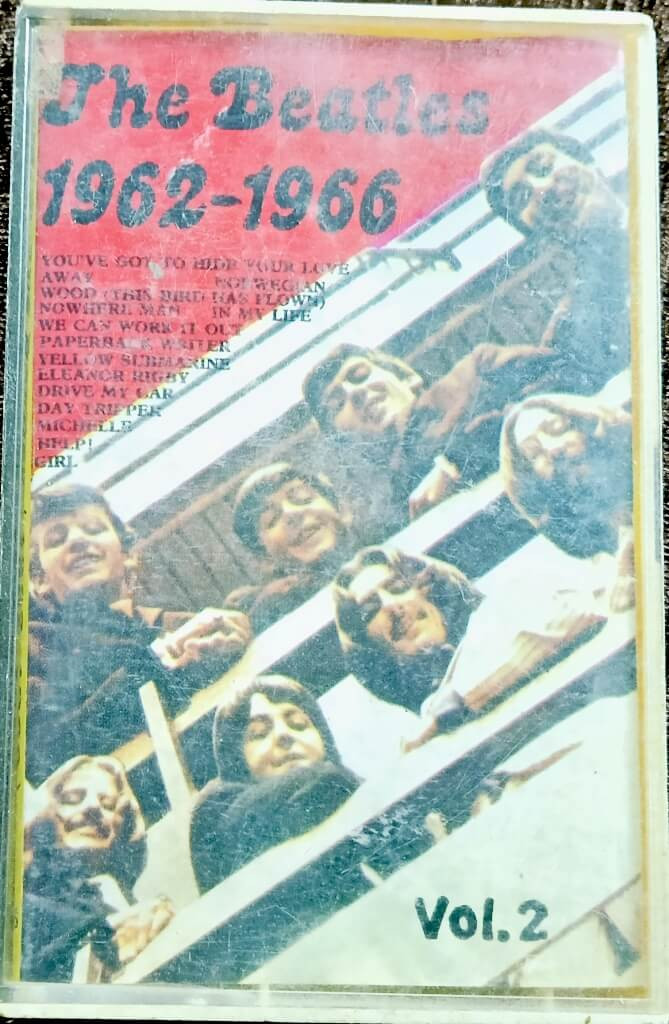 The Beatles
1962-1966
YOU'VE GOT TO HIDE YOUR LOVE
AWAY NORWEGIAN
WOOD (THIS BIRD HAS FLOWN)
NOWHERE MAN IN MY LIFE
WE CAN WORK IT OUT
PAPERBACK WRITER
YELLOW SUBMARINE
ELEANOR RIGBY
DRIVE MY CAR
DAY TRIPPER
MICHELLE
HELP!
GIRL
Vol.2